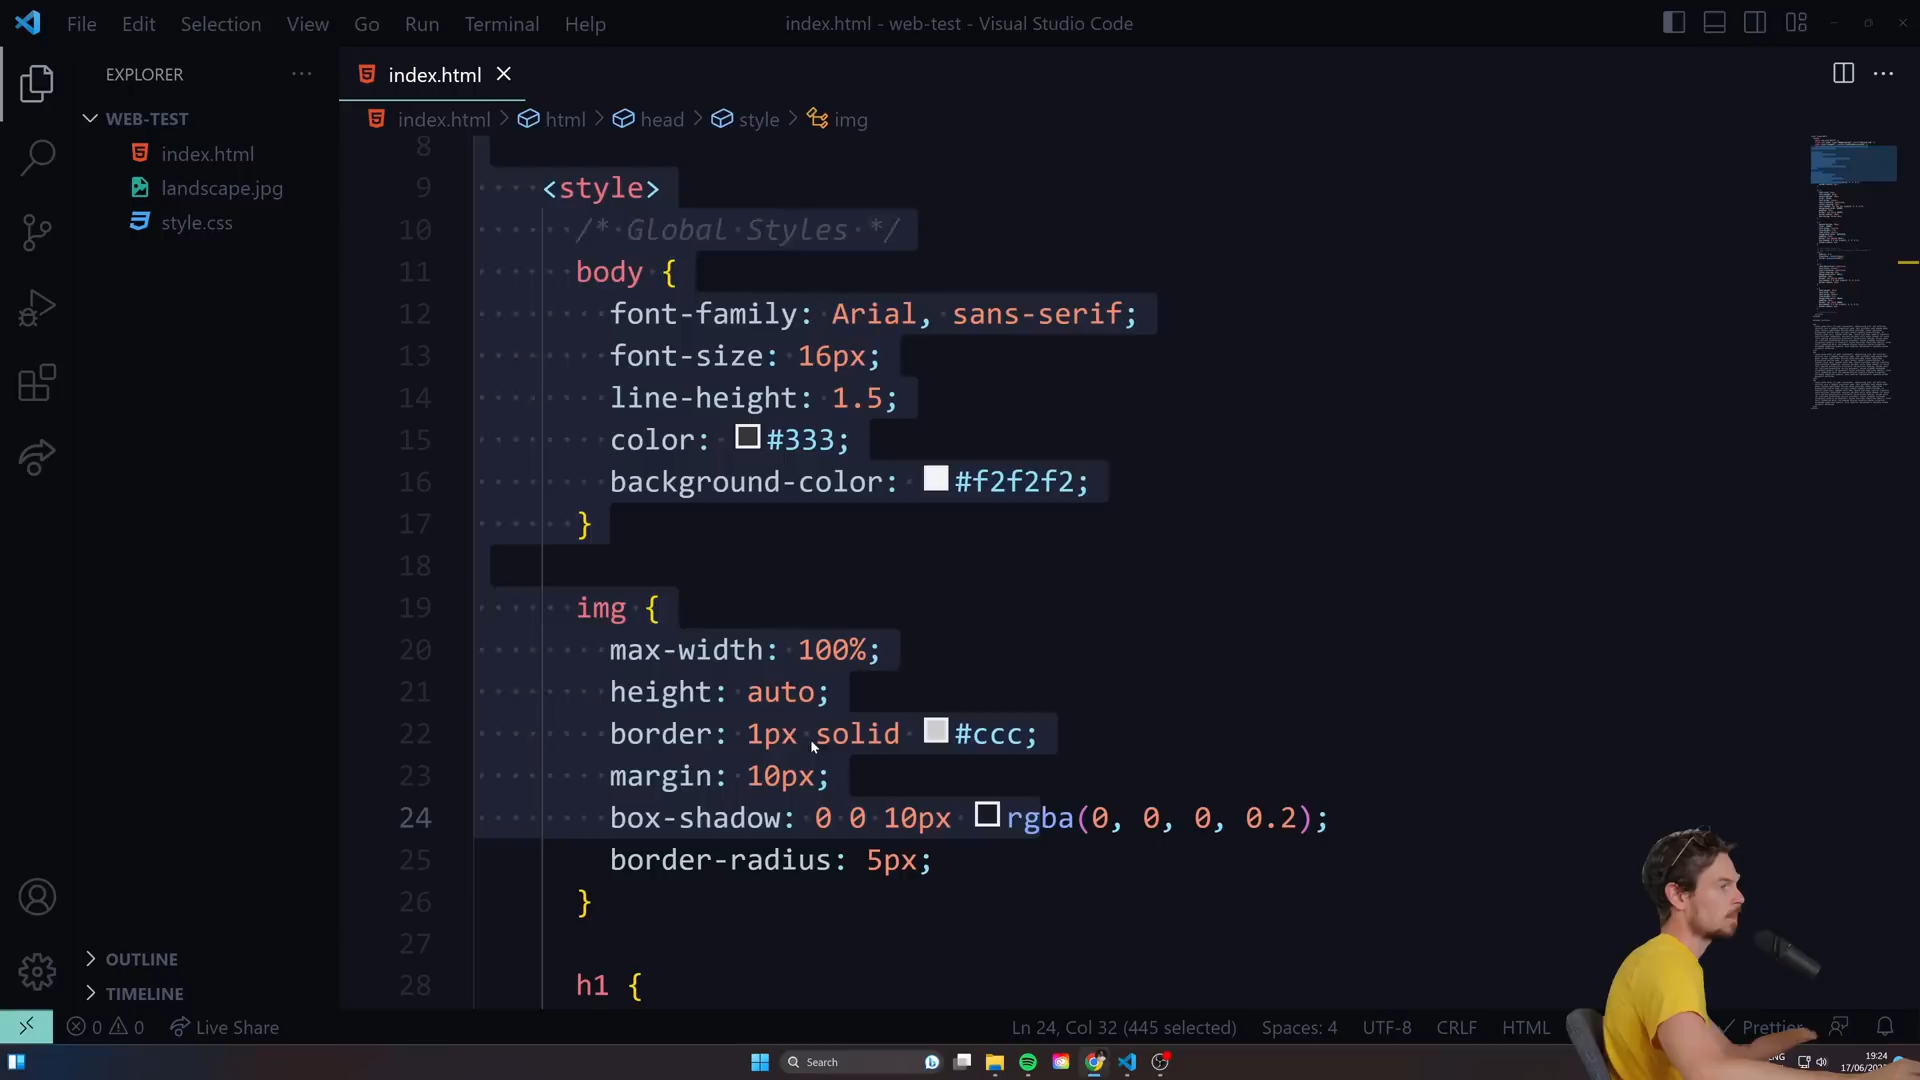 File Edit Selection View Go Run Terminal Help
index.html - web-test - Visual Studio Code
EXPLORER
index.html
WEB-TEST
index.html > html > head > style > img
index.html
landscape.jpg
style.css
8
9 <style>
10 /* Global Styles */
11 body {
12 font-family: Arial, sans-serif;
13 font-size: 16px;
14 line-height: 1.5;
15 color: #333;
16 background-color: #f2f2f2;
17 }
18
19 img {
20 max-width: 100%;
21 height: auto;
22 border: 1px solid #ccc;
23 margin: 10px;
24 box-shadow: 0 0 10px rgba(0, 0, 0, 0.2);
25 border-radius: 5px;
26 }
27
28 h1 {
OUTLINE
TIMELINE
0 0 Live Share
Ln 24, Col 32 (445 selected) Spaces: 4 UTF-8 CRLF HTML Prettier
Search
19:24